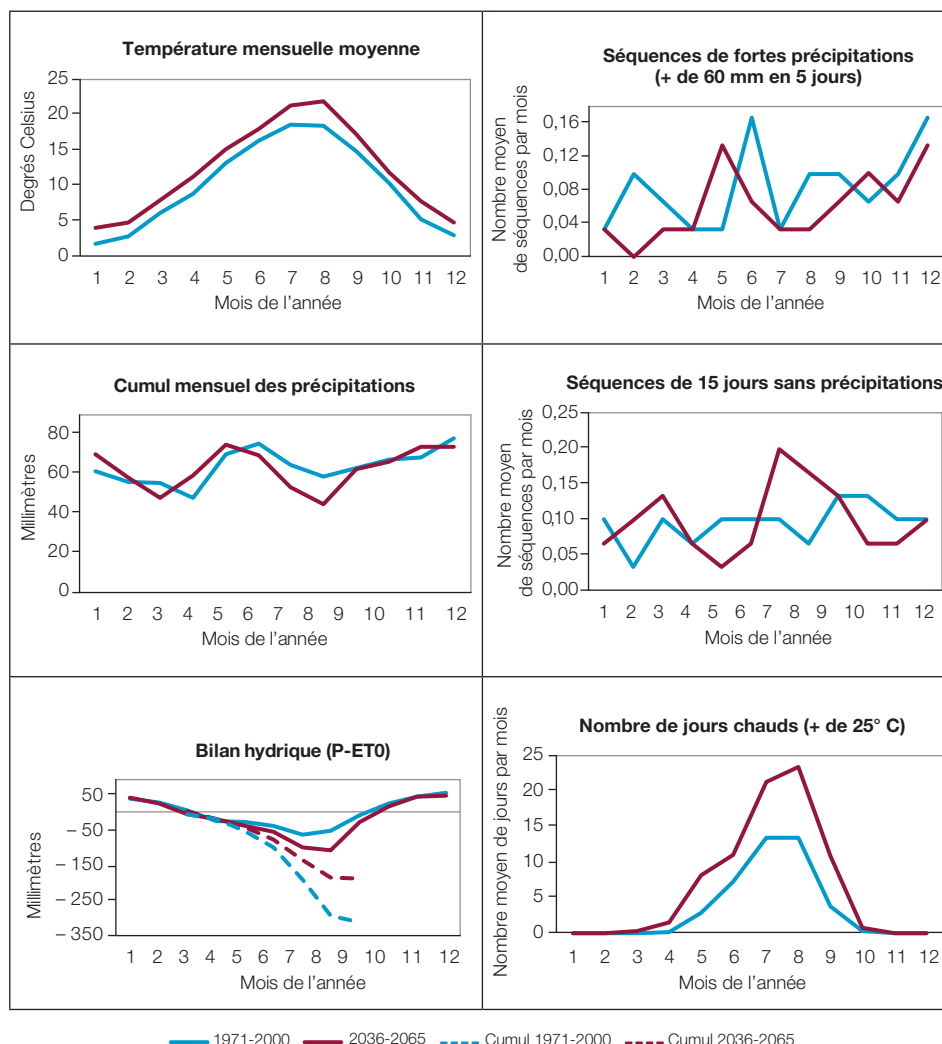 Température mensuelle moyenne
Degrés Celsius
25
20
15
10
5
0
1 2 3 4 5 6 7 8 9 10 11 12
Mois de l'année
Séquences de fortes précipitations
(+ de 60 mm en 5 jours)
Nombre moyen
de séquences par mois
0,16
0,12
0,08
0,04
0,00
1 2 3 4 5 6 7 8 9 10 11 12
Mois de l'année
Cumul mensuel des précipitations
Millimètres
80
60
40
20
0
1 2 3 4 5 6 7 8 9 10 11 12
Mois de l'année
Séquences de 15 jours sans précipitations
Nombre moyen
de séquences par mois
0,25
0,20
0,15
0,10
0,05
0,00
1 2 3 4 5 6 7 8 9 10 11 12
Mois de l'année
Bilan hydrique (P-ET0)
Millimètres
50
– 50
– 150
– 250
– 350
1 2 3 4 5 6 7 8 9 10 11 12
Mois de l'année
Nombre de jours chauds (+ de 25° C)
Nombre moyen de jours par mois
25
20
15
10
5
0
1 2 3 4 5 6 7 8 9 10 11 12
Mois de l'année
1971-2000 2036-2065 Cumul 1971-2000 Cumul 2036-2065